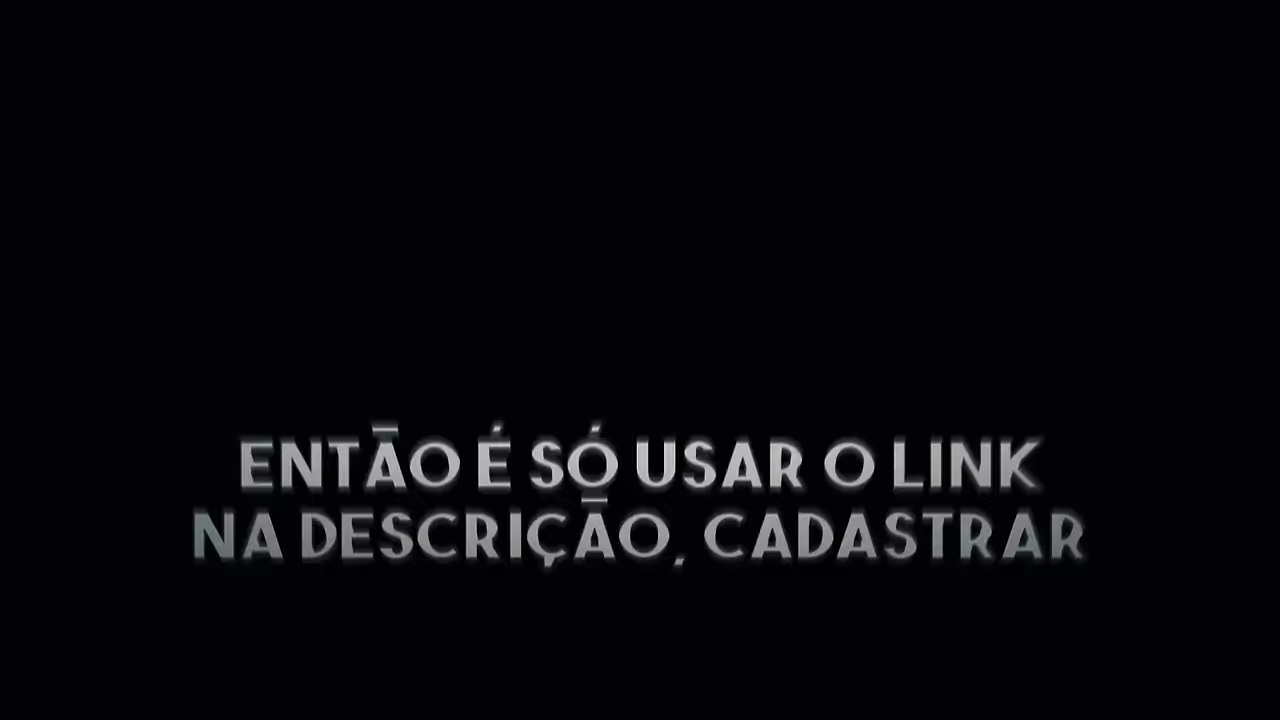 ENTÃO É SÓ USAR O LINK
NA DESCRIÇÃO, CADASTRAR